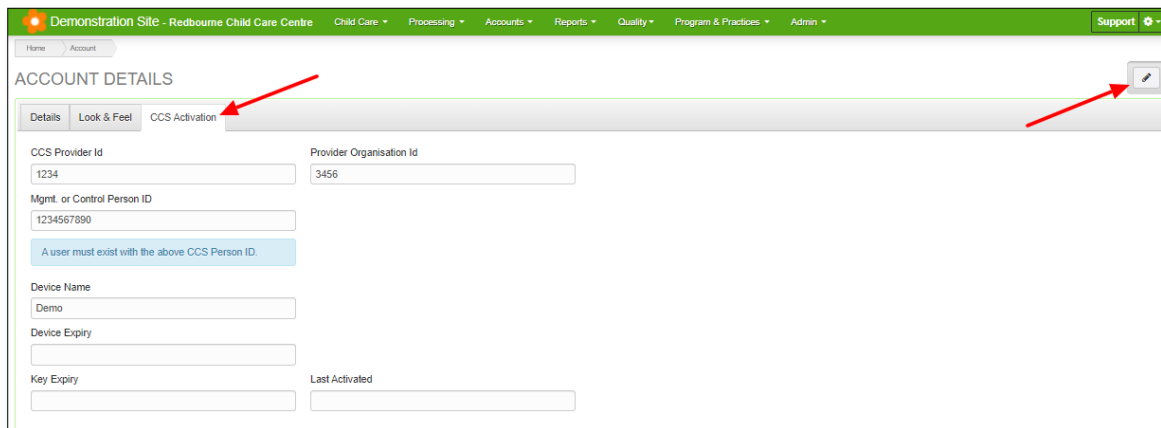 Demonstration Site - Redbourne Child Care Centre Child Care Processing Accounts Reports Quality Program & Practices Admin Support
Home Account
ACCOUNT DETAILS
Details Look & Feel CCS Activation
CCS Provider Id Provider Organisation Id
1234 3456
Mgmt. or Control Person ID
1234567890
A user must exist with the above CCS Person ID.
Device Name
Demo
Device Expiry
Key Expiry Last Activated